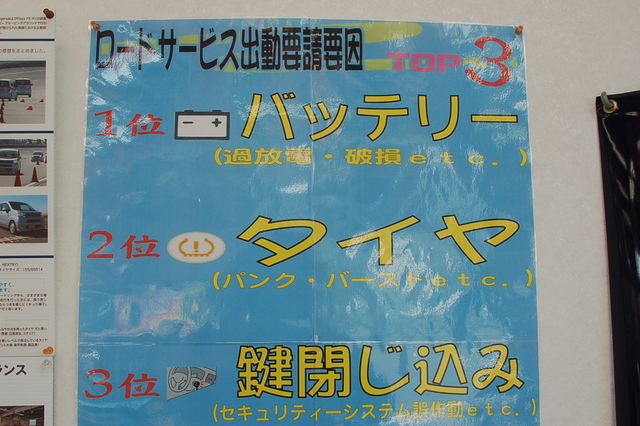 ロードサービス出動要請要因 TOP3
1位 バッテリー
(過放電・破損etc.)
2位 タイヤ
(パンク・バーストetc.)
3位 鍵閉じ込み
(セキュリティーシステム誤作動etc.)
ランス